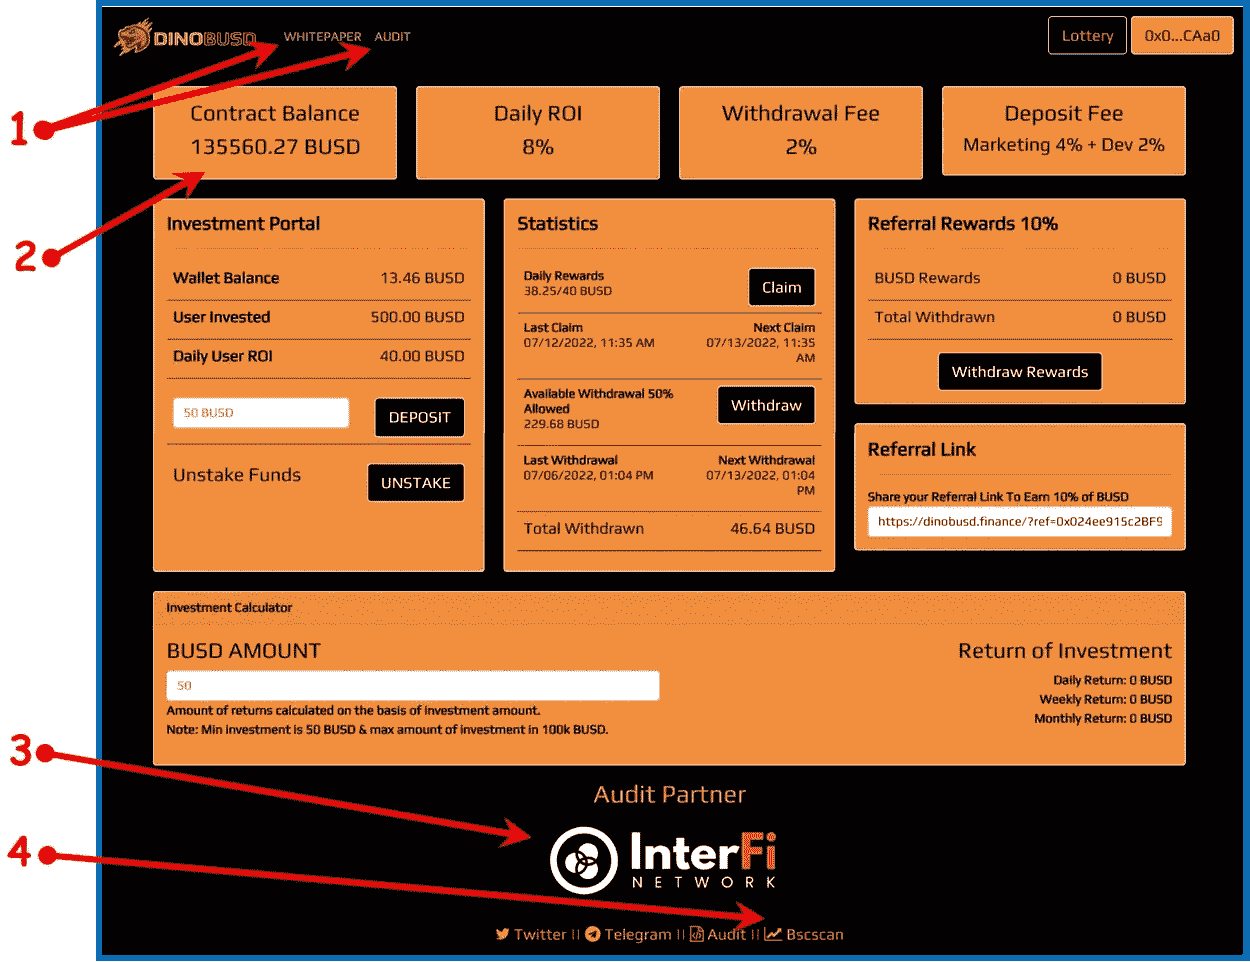 DINOBUSD WHITEPAPER AUDIT Lottery 0x0...CAa0
1
Contract Balance
135560.27 BUSD
Daily ROI
8%
Withdrawal Fee
2%
Deposit Fee
Marketing 4% + Dev 2%
2
Investment Portal
Wallet Balance 13.46 BUSD
User Invested 500.00 BUSD
Daily User ROI 40.00 BUSD
50 BUSD DEPOSIT
Unstake Funds UNSTAKE
Statistics
Daily Rewards
38.25/40 BUSD
Claim
Last Claim
07/12/2022, 11:35 AM
Next Claim
07/13/2022, 11:35
AM
Available Withdrawal 50%
Allowed
229.68 BUSD
Withdraw
Last Withdrawal
07/06/2022, 01:04 PM
Next Withdrawal
07/13/2022, 01:04
PM
Total Withdrawn 46.64 BUSD
Referral Rewards 10%
BUSD Rewards 0 BUSD
Total Withdrawn 0 BUSD
Withdraw Rewards
Referral Link
Share your Referral Link To Earn 10% of BUSD
https://dinobusd.finance/?ref=0x024ee915c2BF9
Investment Calculator
BUSD AMOUNT
50
Amount of returns calculated on the basis of investment amount.
Note: Min investment is 50 BUSD & max amount of investment in 100k BUSD.
Return of Investment
Daily Return: 0 BUSD
Weekly Return: 0 BUSD
Monthly Return: 0 BUSD
3
Audit Partner
InterFi
NETWORK
4
Twitter || Telegram || Audit || Bscscan